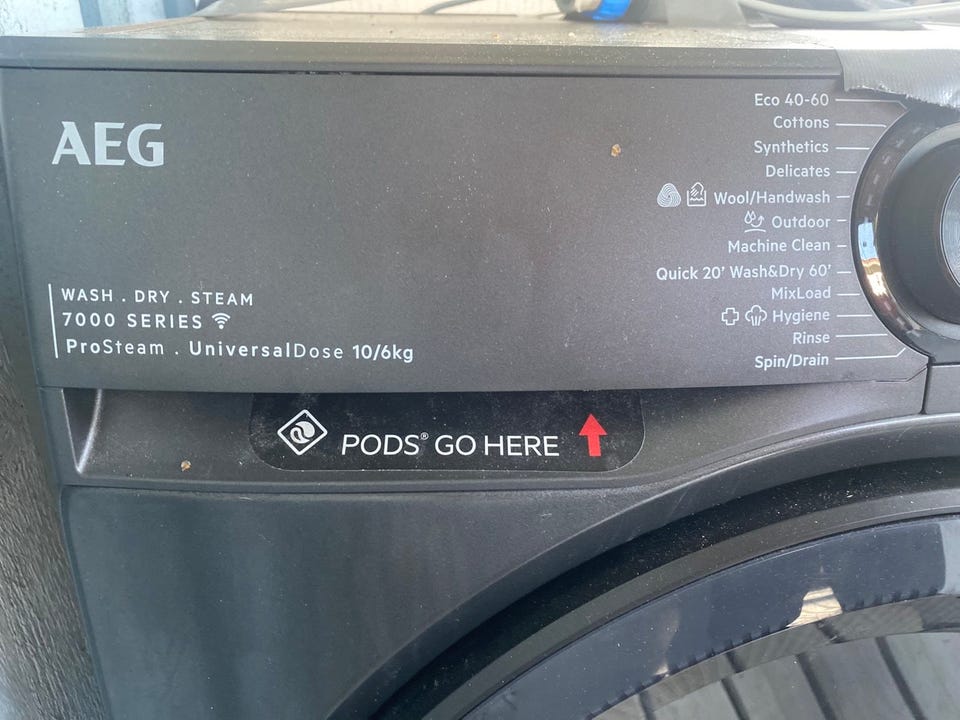 AEG
WASH . DRY . STEAM
7000 SERIES
ProSteam . UniversalDose 10/6kg
Eco 40-60
Cottons
Synthetics
Delicates
Wool/Handwash
Outdoor
Machine Clean
Quick 20' Wash&Dry 60'
MixLoad
Hygiene
Rinse
Spin/Drain
PODS® GO HERE